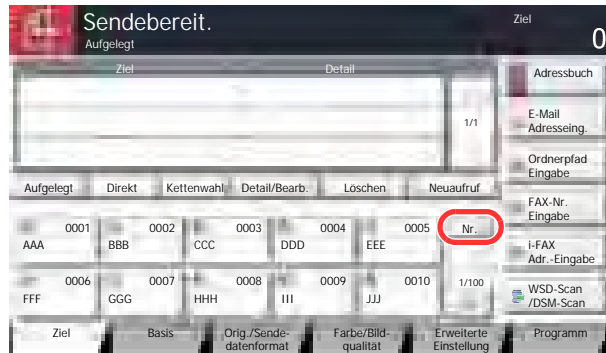 Sendebereit.
Aufgelegt
Ziel
0
Ziel Detail
1/1
Adressbuch
E-Mail
Adresseing.
Ordnerpfad
Eingabe
FAX-Nr.
Eingabe
i-FAX
Adr.-Eingabe
WSD-Scan
/DSM-Scan
Aufgelegt Direkt Kettenwahl Detail/Bearb. Löschen Neuaufruf
0001 0002 0003 0004 0005 Nr.
AAA BBB CCC DDD EEE
0006 0007 0008 0009 0010 1/100
FFF GGG HHH III JJJ
Ziel Basis Orig./Sende-
datenformat Farbe/Bild-
qualität Erweiterte
Einstellung Programm